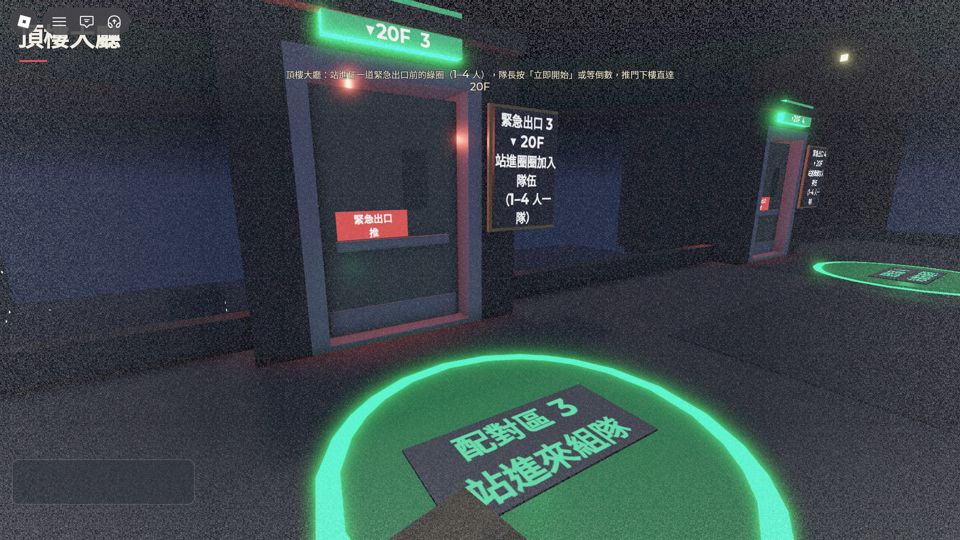 頂樓大廳
▼20F 3
頂樓大廳：站進任一道緊急出口前的綠圈（1–4 人），隊長按「立即開始」或等倒數，推門下樓直達
20F
緊急出口 3
▼ 20F
站進圈圈加入
隊伍
（1–4 人一
隊）
緊急出口
推
配對區 3
站進來組隊